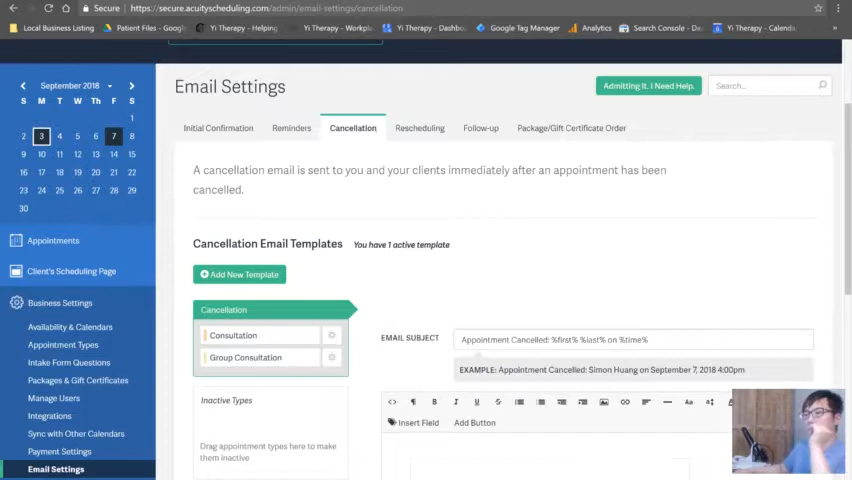 Secure https://secure.acuityscheduling.com/admin/email-settings/cancellation
Local Business Listing Patient Files - Google Yi Therapy - Helping Yi Therapy - Workpl Yi Therapy - Dashbo Google Tag Manager Analytics Search Console - Das Yi Therapy - Calenda »
September 2018
S M T W Th F S
1
2 3 4 5 6 7 8
9 10 11 12 13 14 15
16 17 18 19 20 21 22
23 24 25 26 27 28 29
30
Appointments
Client's Scheduling Page
Business Settings
Availability & Calendars
Appointment Types
Intake Form Questions
Packages & Gift Certificates
Manage Users
Integrations
Sync with Other Calendars
Payment Settings
Email Settings
Email Settings
Admitting It. I Need Help.
Search...
Initial Confirmation Reminders Cancellation Rescheduling Follow-up Package/Gift Certificate Order
A cancellation email is sent to you and your clients immediately after an appointment has been
cancelled.
Cancellation Email Templates You have 1 active template
Add New Template
Cancellation
Consultation
Group Consultation
Inactive Types
Drag appointment types here to make
them inactive
EMAIL SUBJECT Appointment Cancelled: %first% %last% on %time%
EXAMPLE: Appointment Cancelled: Simon Huang on September 7, 2018 4:00pm
<> ¶ B I U S Aa A
Insert Field Add Button